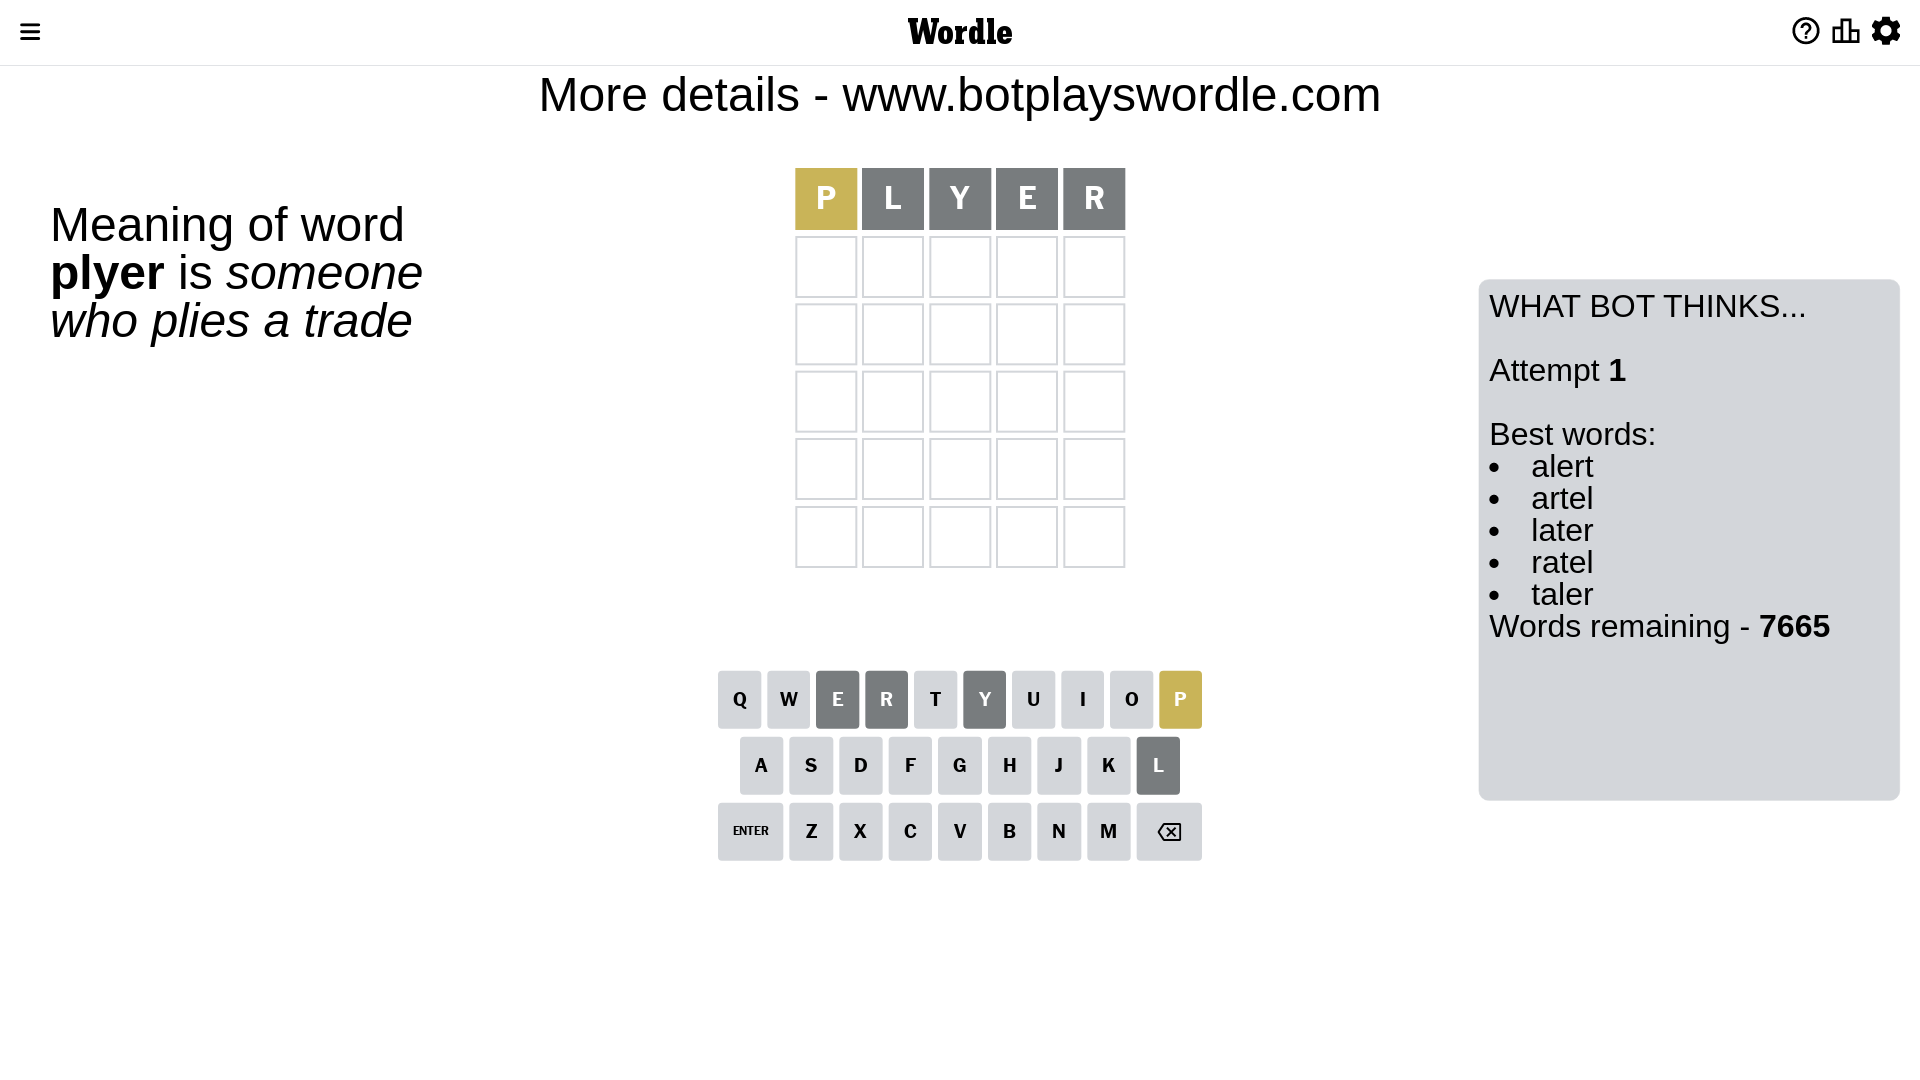 Wordle
More details - www.botplayswordle.com
Meaning of word
plyer is someone
who plies a trade
P L Y E R
WHAT BOT THINKS...
Attempt 1
Best words:
• alert
• artel
• later
• ratel
• taler
Words remaining - 7665
Q W E R T Y U I O P
A S D F G H J K L
ENTER Z X C V B N M